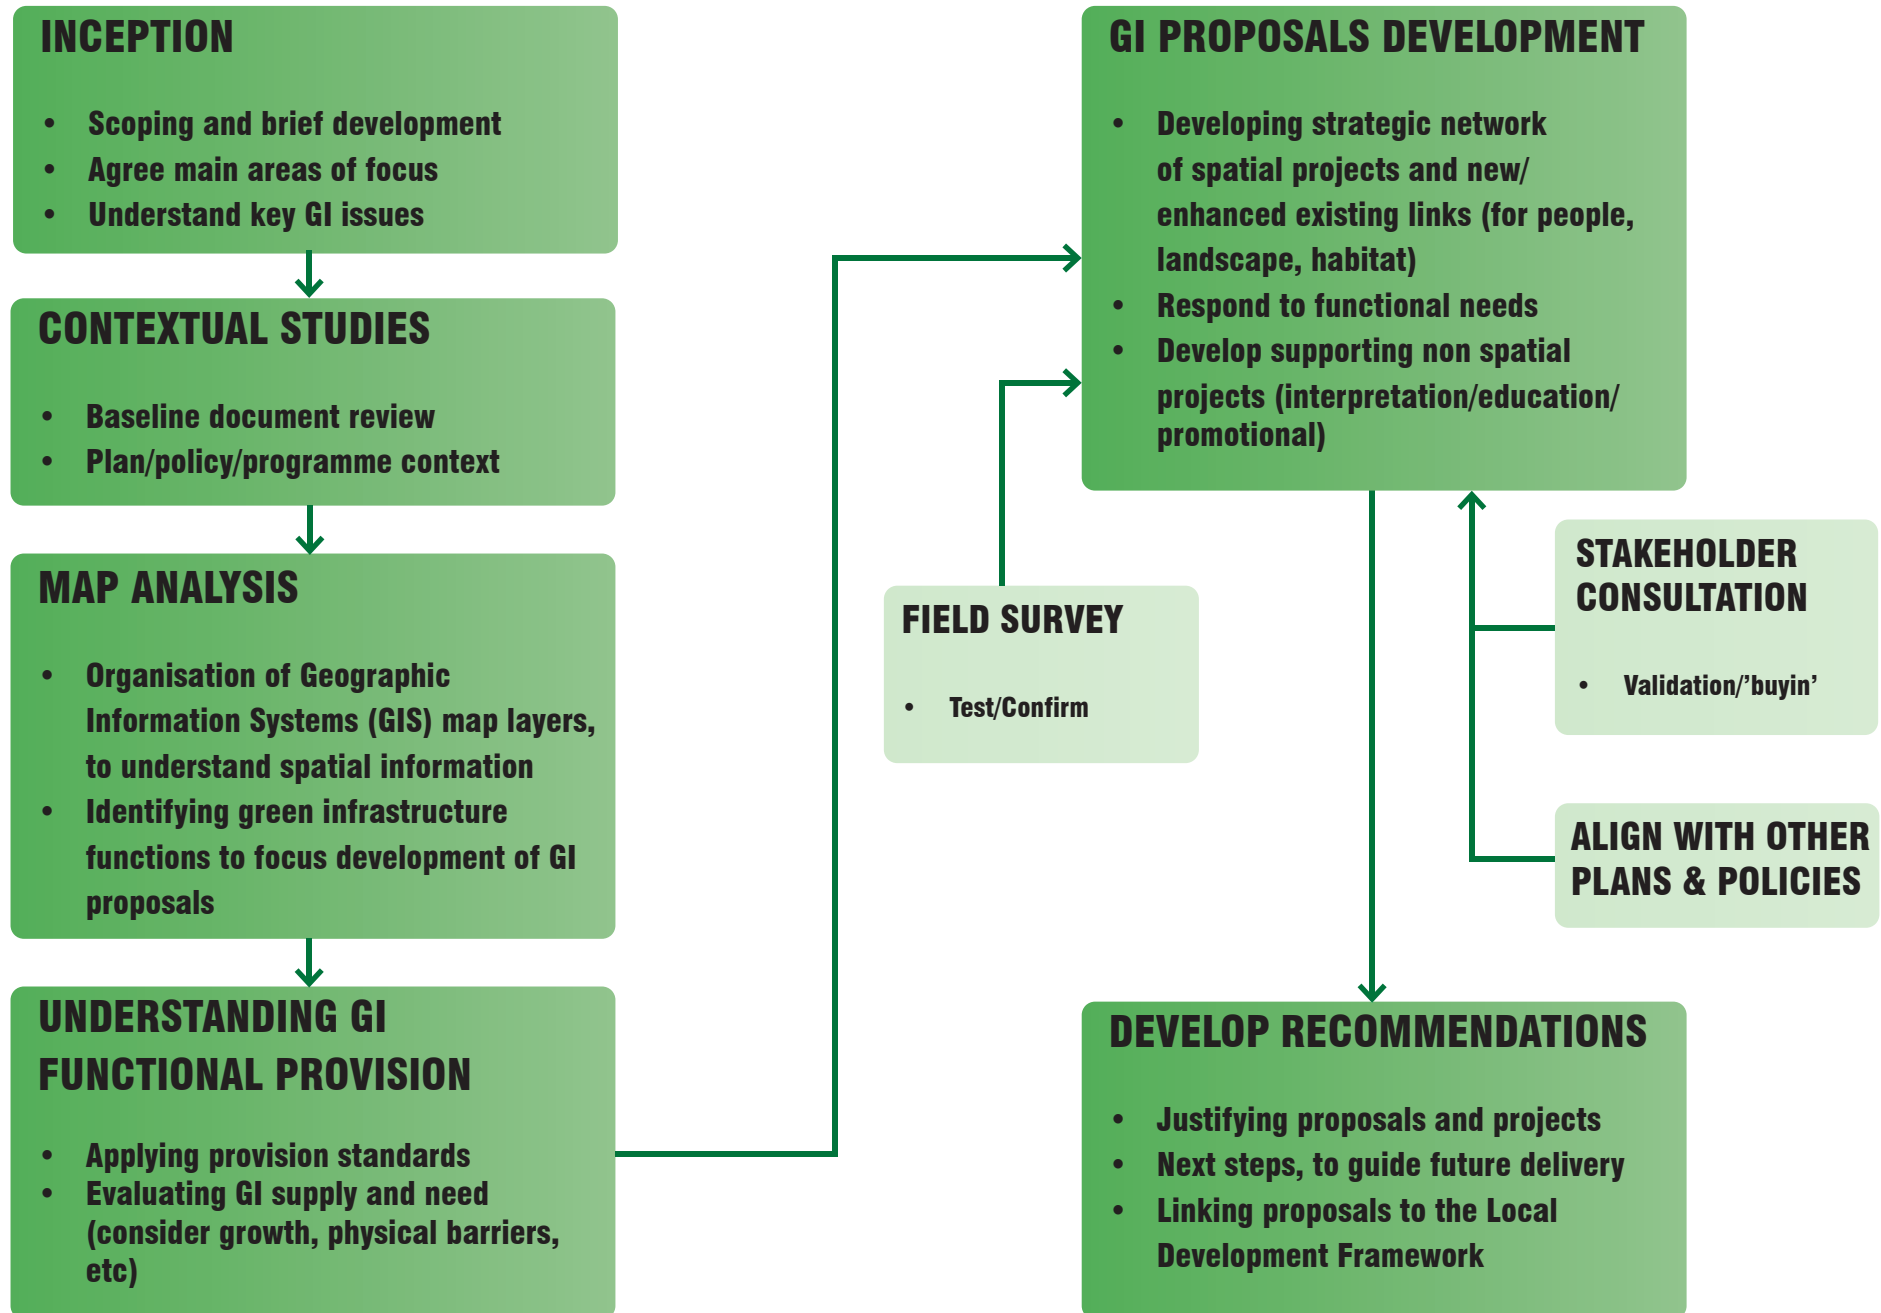 INCEPTION
• Scoping and brief development
• Agree main areas of focus
• Understand key GI issues
CONTEXTUAL STUDIES
• Baseline document review
• Plan/policy/programme context
MAP ANALYSIS
• Organisation of Geographic
Information Systems (GIS) map layers,
to understand spatial information
• Identifying green infrastructure
functions to focus development of GI
proposals
UNDERSTANDING GI
FUNCTIONAL PROVISION
• Applying provision standards
• Evaluating GI supply and need
(consider growth, physical barriers,
etc)
GI PROPOSALS DEVELOPMENT
• Developing strategic network
of spatial projects and new/
enhanced existing links (for people,
landscape, habitat)
• Respond to functional needs
• Develop supporting non spatial
projects (interpretation/education/
promotional)
FIELD SURVEY
• Test/Confirm
STAKEHOLDER
CONSULTATION
• Validation/’buyin’
ALIGN WITH OTHER
PLANS & POLICIES
DEVELOP RECOMMENDATIONS
• Justifying proposals and projects
• Next steps, to guide future delivery
• Linking proposals to the Local
Development Framework